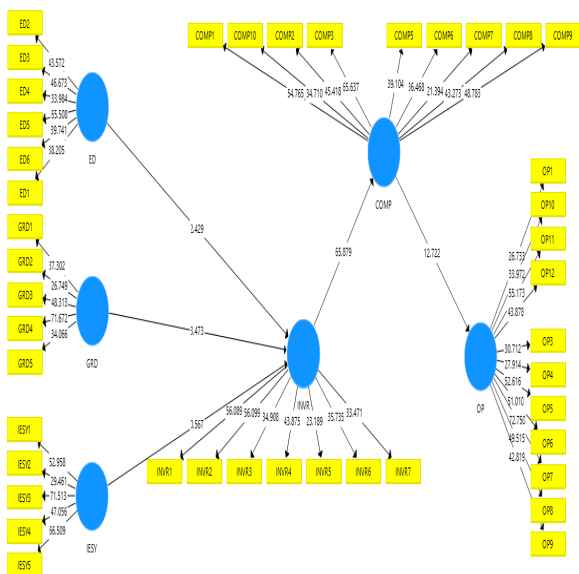 ED2
ED3
ED4
ED5
ED6
ED1
43.572
46.673
33.984
65.508
39.741
38.205
ED
GRD1
GRD2
GRD3
GRD4
GRD5
37.302
26.749
48.313
71.672
34.066
GRD
IESY1
IESY2
IESY3
IESY4
IESY5
52.958
29.461
71.513
47.056
66.509
IESY
COMP1 COMP10 COMP2 COMP3 COMP5 COMP6 COMP7 COMP8 COMP9
54.765 34.710 45.418 65.637 39.104 36.468 21.394 43.273 48.783
COMP
65.879
12.722
INVR
56.089 56.099 34.908 43.875 23.189 35.735 33.471
INVR1 INVR2 INVR3 INVR4 INVR5 INVR6 INVR7
OP1
OP10
OP11
OP12
OP3
OP4
OP5
OP6
OP7
OP8
OP9
26.733
33.972
55.173
43.878
30.712
27.914
52.616
51.010
72.750
49.515
42.819
OP